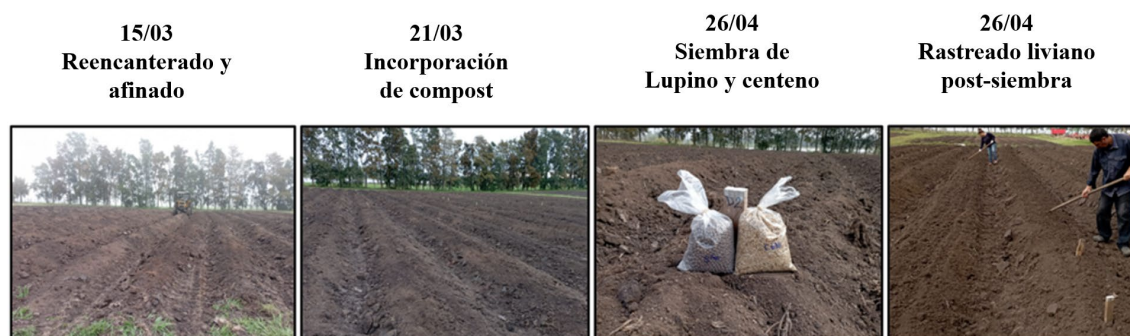 15/03
Reencanterado y
afinado
21/03
Incorporación
de compost
26/04
Siembra de
Lupino y centeno
26/04
Rastreado liviano
post-siembra